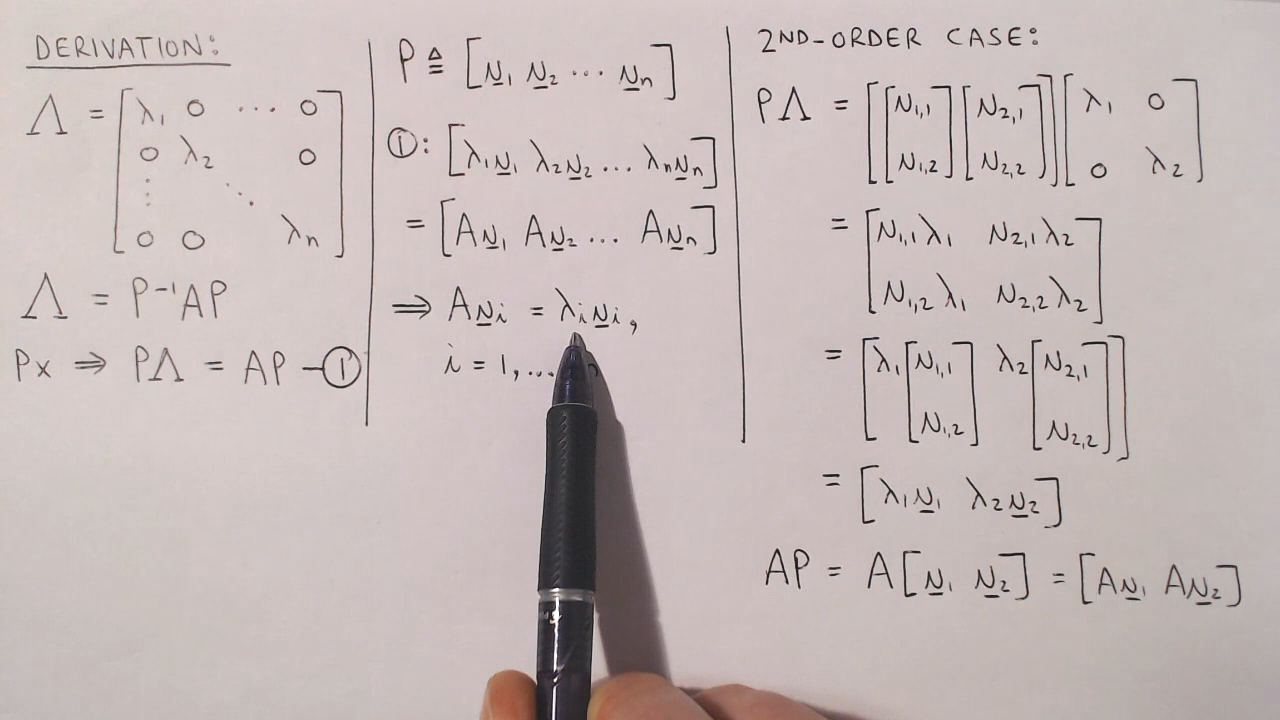 DERIVATION:
Λ = [λ₁ 0 ⋯ 0
0 λ₂ 0
⋮ ⋱
0 0 λn]
Λ = P⁻¹AP
Px ⇒ PΛ = AP —①
P ≜ [v₁ v₂ ⋯ vn]
①: [λ₁v₁ λ₂v₂ ... λnvn]
= [Av₁ Av₂ ... Avn]
⇒ Avi = λivi,
i = 1,...
2ND-ORDER CASE:
PΛ = [[v₁,₁ v₁,₂] [v₂,₁ v₂,₂]] [λ₁ 0
0 λ₂]
= [v₁,₁λ₁ v₂,₁λ₂
v₁,₂λ₁ v₂,₂λ₂]
= [λ₁[v₁,₁ v₁,₂] λ₂[v₂,₁ v₂,₂]]
= [λ₁v₁ λ₂v₂]
AP = A[v₁ v₂] = [Av₁ Av₂]